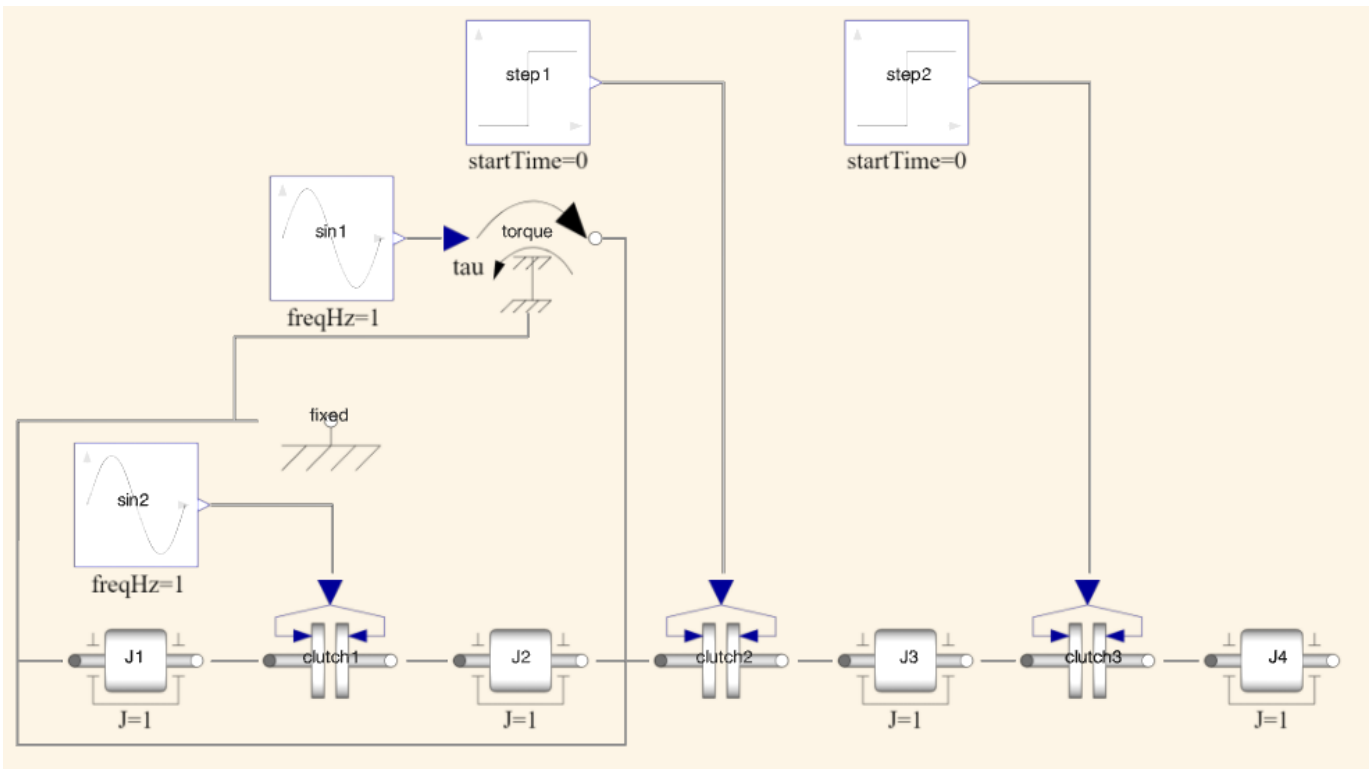 step1
step2
startTime=0
startTime=0
sin1
torque
tau
freqHz=1
fixed
sin2
freqHz=1
J1
clutch1
J2
clutch2
J3
clutch3
J4
J=1
J=1
J=1
J=1